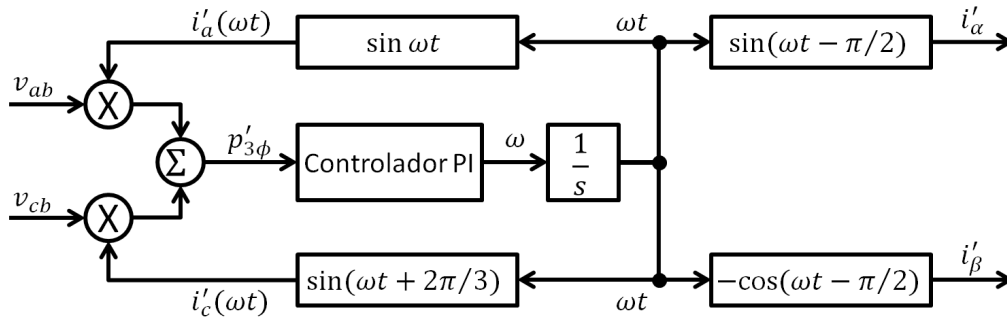 i′ₐ(ωt)
sin ωt
ωt
sin(ωt − π/2)
i′_α
v_ab
X
Σ
p′_3ϕ
Controlador PI
ω
1/s
v_cb
X
i′_c(ωt)
sin(ωt + 2π/3)
ωt
−cos(ωt − π/2)
i′_β